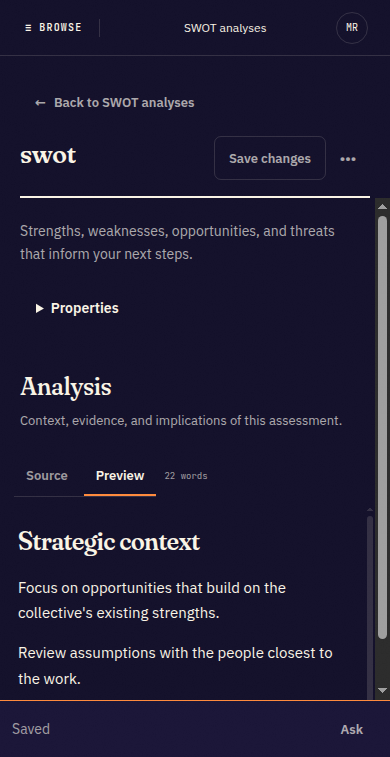 ≡ BROWSE
SWOT analyses
MR
← Back to SWOT analyses
swot
Save changes
•••
Strengths, weaknesses, opportunities, and threats
that inform your next steps.
▶ Properties
Analysis
Context, evidence, and implications of this assessment.
Source
Preview
22 words
Strategic context
Focus on opportunities that build on the
collective's existing strengths.
Review assumptions with the people closest to
the work.
Saved
Ask